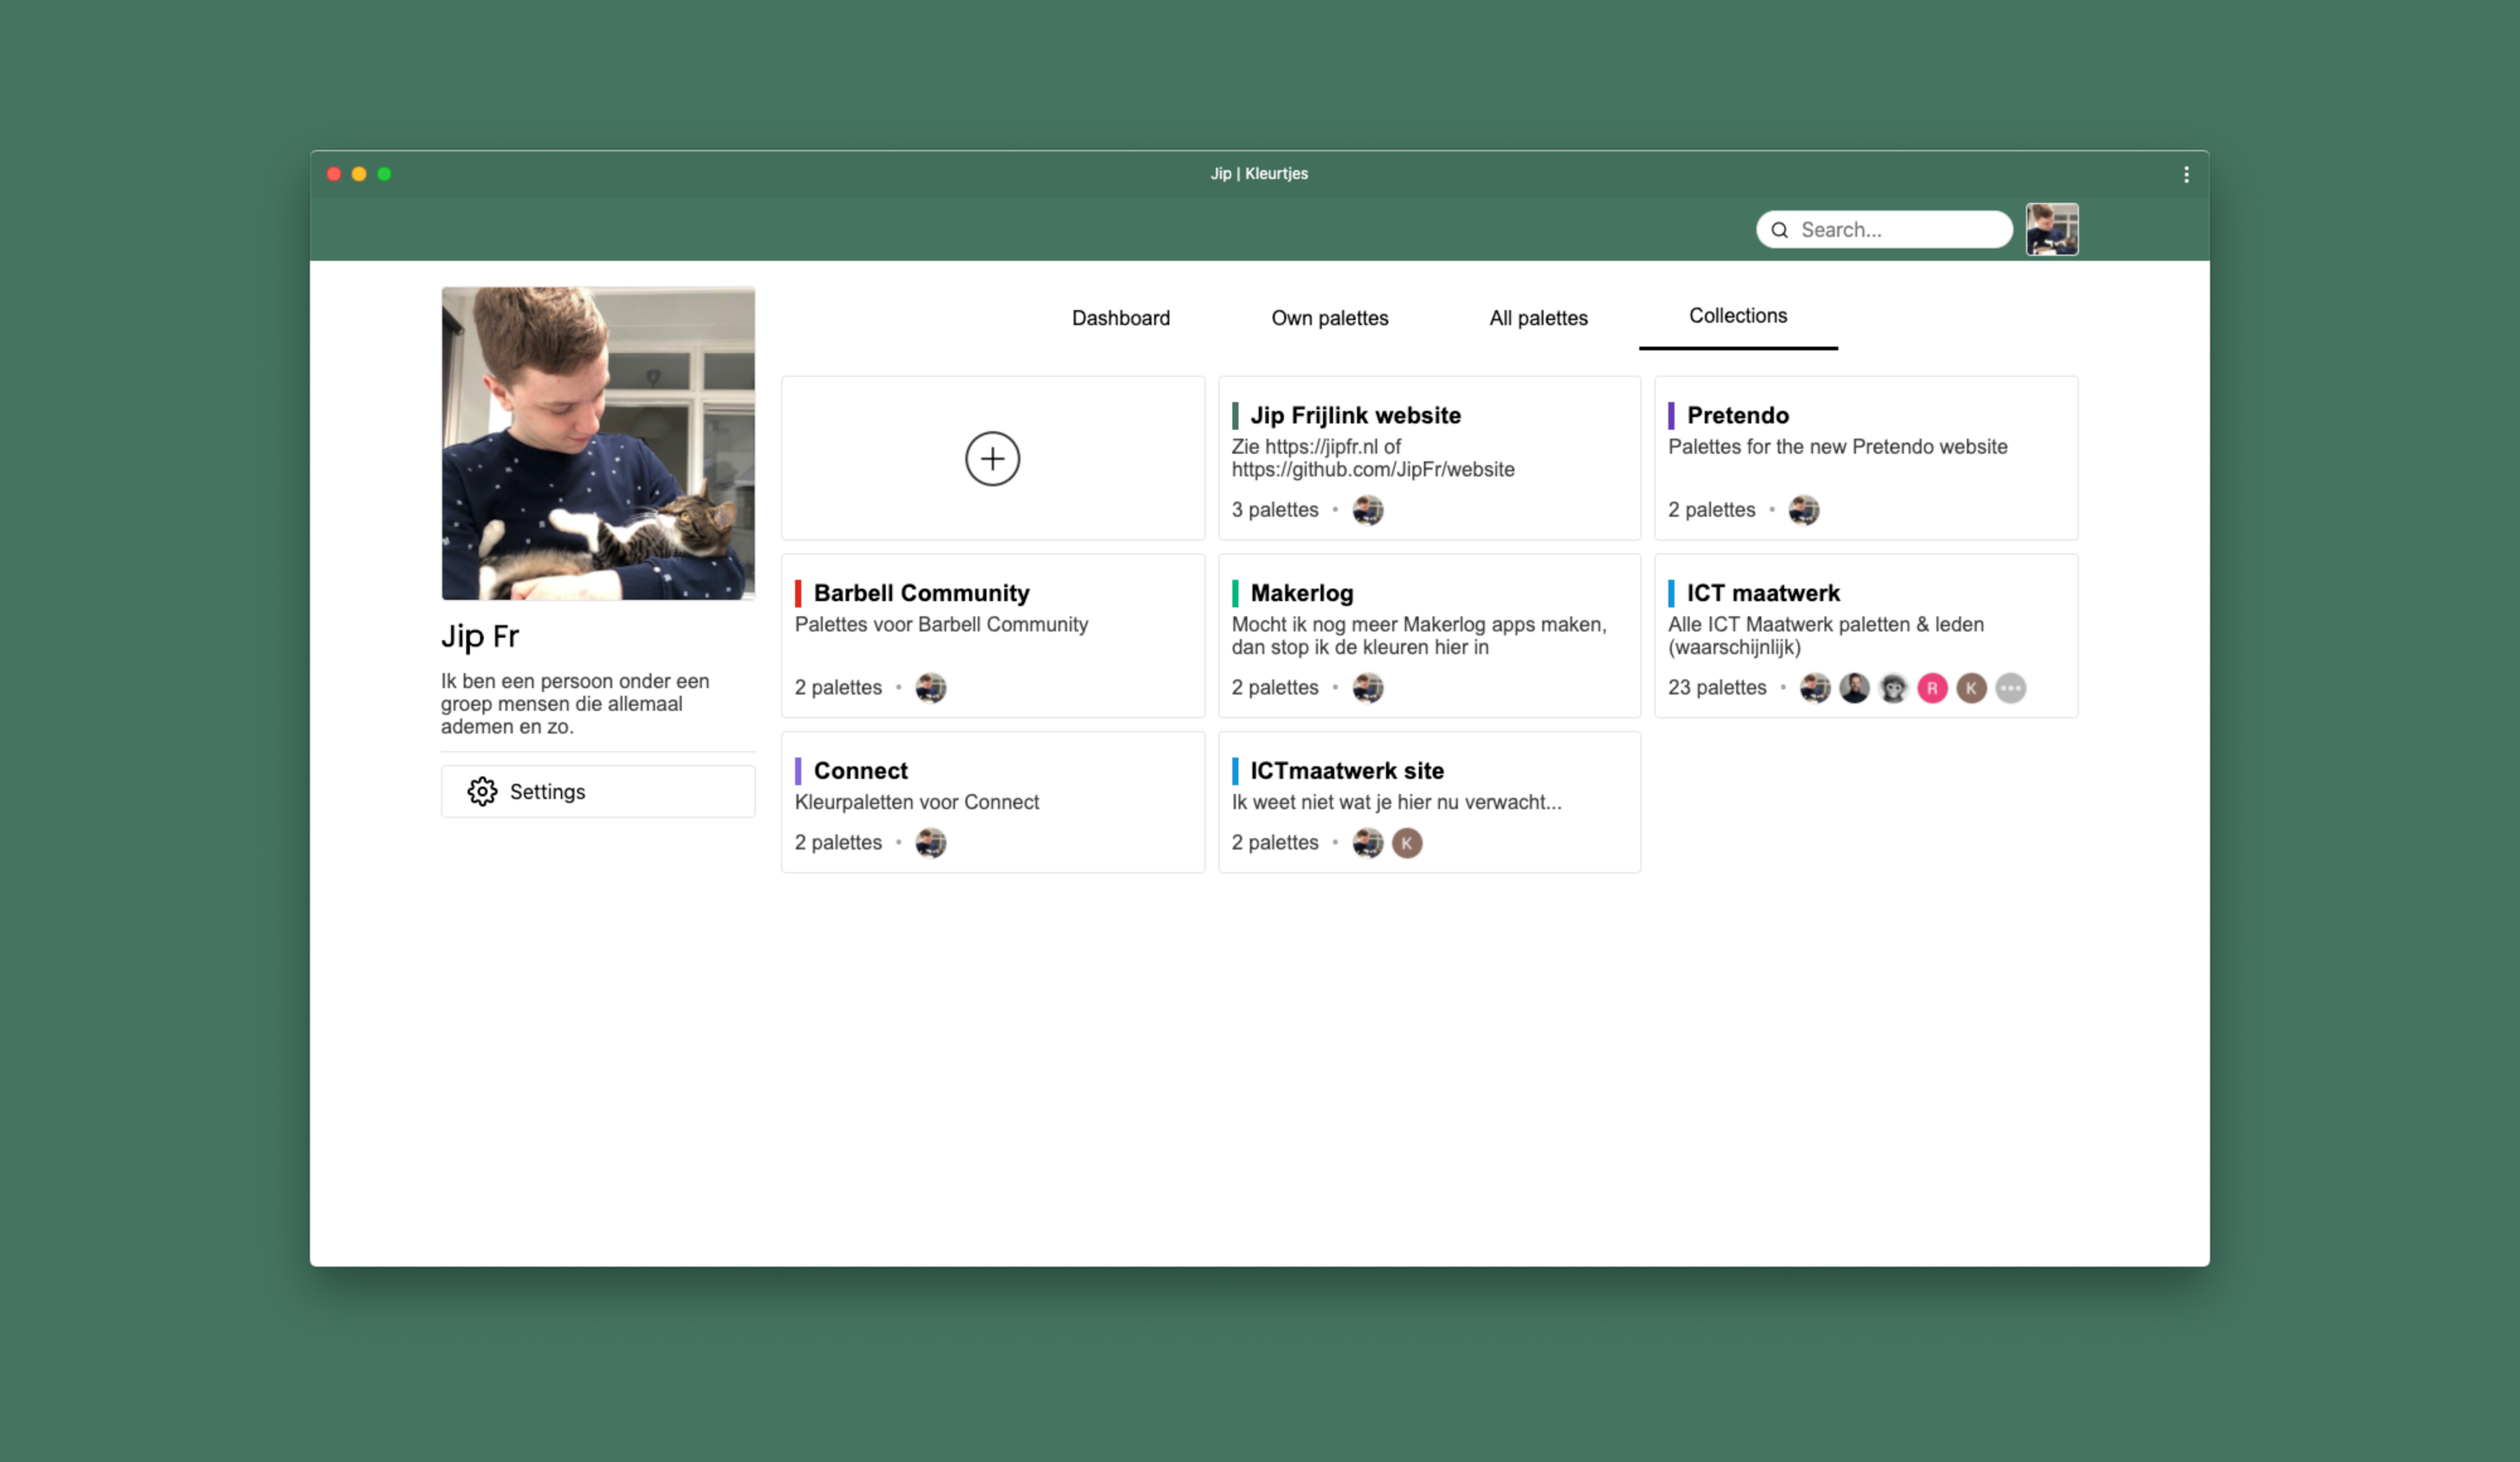 Jip | Kleurtjes
Search...
Dashboard
Own palettes
All palettes
Collections
Jip Fr
Ik ben een persoon onder een
groep mensen die allemaal
ademen en zo.
Settings
Jip Frijlink website
Zie https://jipfr.nl of
https://github.com/JipFr/website
3 palettes •
Pretendo
Palettes for the new Pretendo website
2 palettes •
Barbell Community
Palettes voor Barbell Community
2 palettes •
Makerlog
Mocht ik nog meer Makerlog apps maken,
dan stop ik de kleuren hier in
2 palettes •
ICT maatwerk
Alle ICT Maatwerk paletten & leden
(waarschijnlijk)
23 palettes • R K
Connect
Kleurpaletten voor Connect
2 palettes •
ICTmaatwerk site
Ik weet niet wat je hier nu verwacht...
2 palettes • K